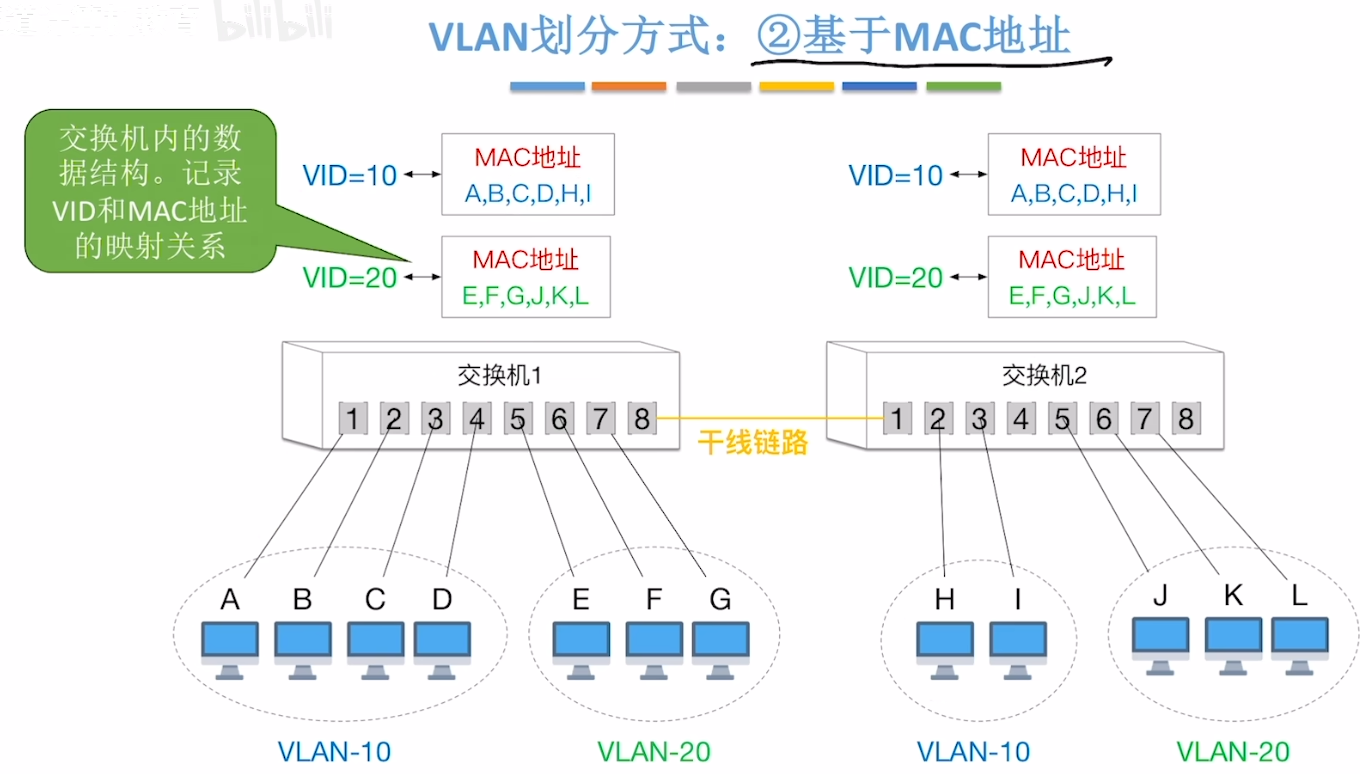 bilibili
VLAN划分方式：②基于MAC地址
交换机内的数
据结构。记录
VID和MAC地址
的映射关系
VID=10
MAC地址
A,B,C,D,H,I
VID=20
MAC地址
E,F,G,J,K,L
VID=10
MAC地址
A,B,C,D,H,I
VID=20
MAC地址
E,F,G,J,K,L
交换机1
1 2 3 4 5 6 7 8
干线链路
交换机2
1 2 3 4 5 6 7 8
A B C D
E F G
H I
J K L
VLAN-10
VLAN-20
VLAN-10
VLAN-20